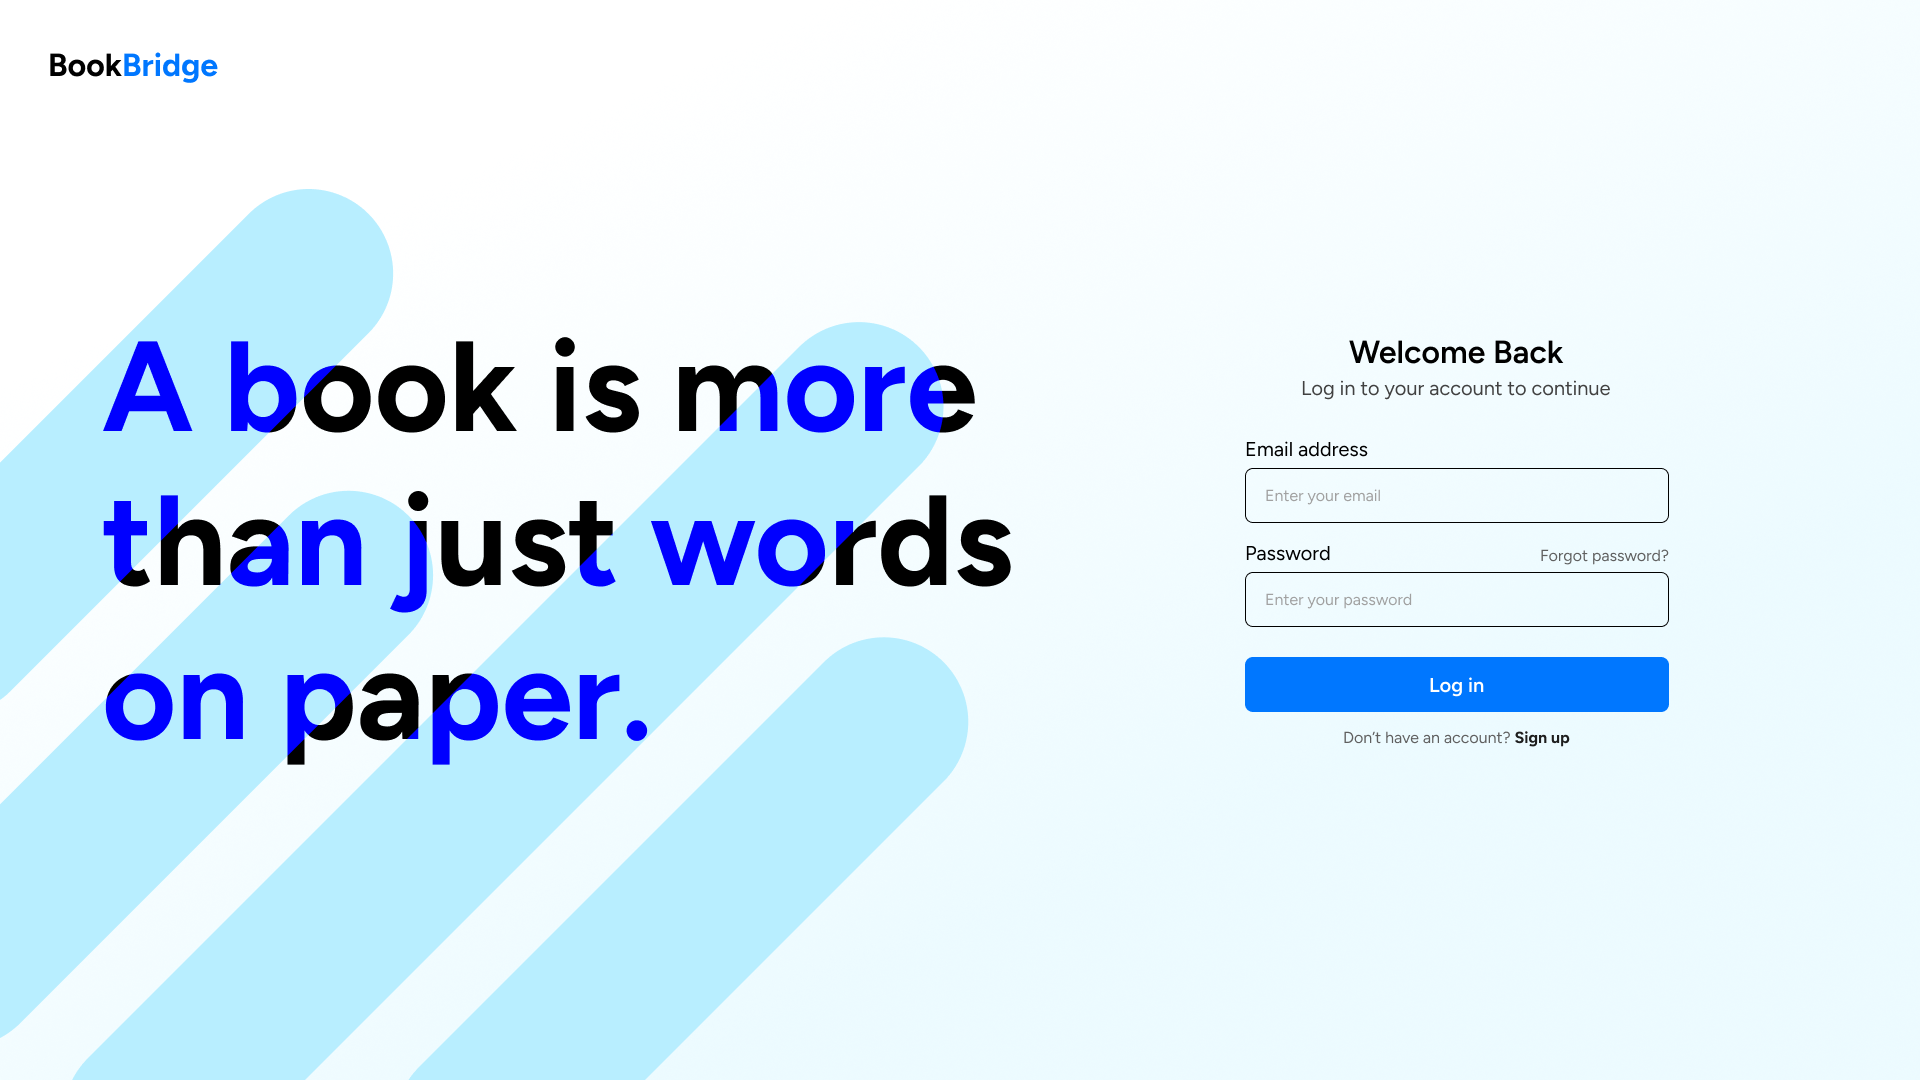 BookBridge
A book is more
than just words
on paper.
Welcome Back
Log in to your account to continue
Email address
Enter your email
Password Forgot password?
Enter your password
Log in
Don’t have an account? Sign up